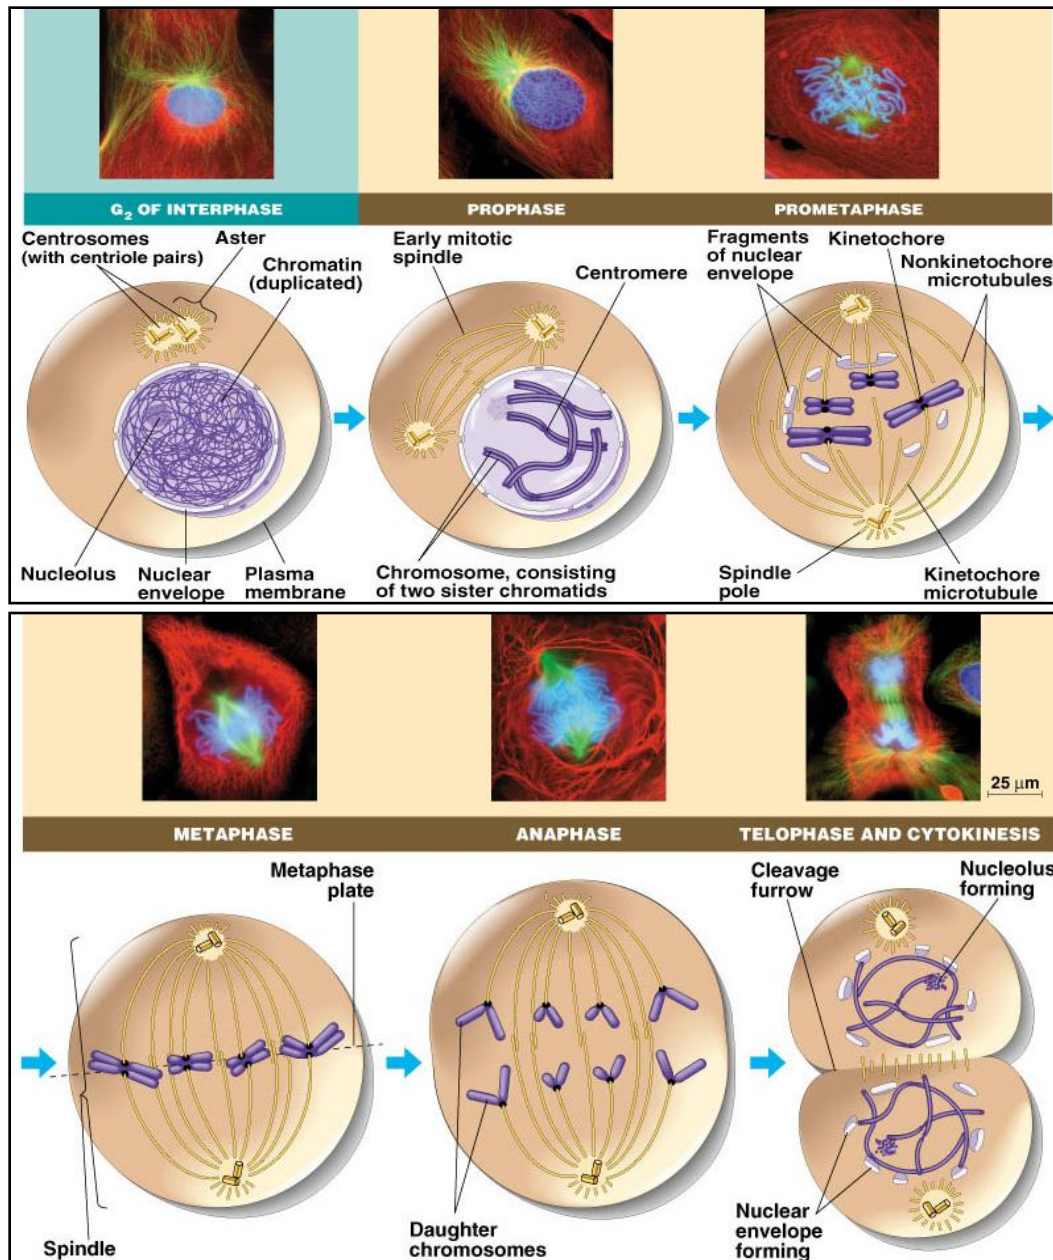 G₂ OF INTERPHASE
PROPHASE
PROMETAPHASE
Centrosomes
(with centriole pairs)
Aster
Chromatin
(duplicated)
Early mitotic
spindle
Centromere
Fragments
of nuclear
envelope
Kinetochore
Nonkinetochore
microtubules
Nucleolus
Nuclear
envelope
Plasma
membrane
Chromosome, consisting
of two sister chromatids
Spindle
pole
Kinetochore
microtubule
25 μm
METAPHASE
ANAPHASE
TELOPHASE AND CYTOKINESIS
Metaphase
plate
Cleavage
furrow
Nucleolus
forming
Spindle
Daughter
chromosomes
Nuclear
envelope
forming